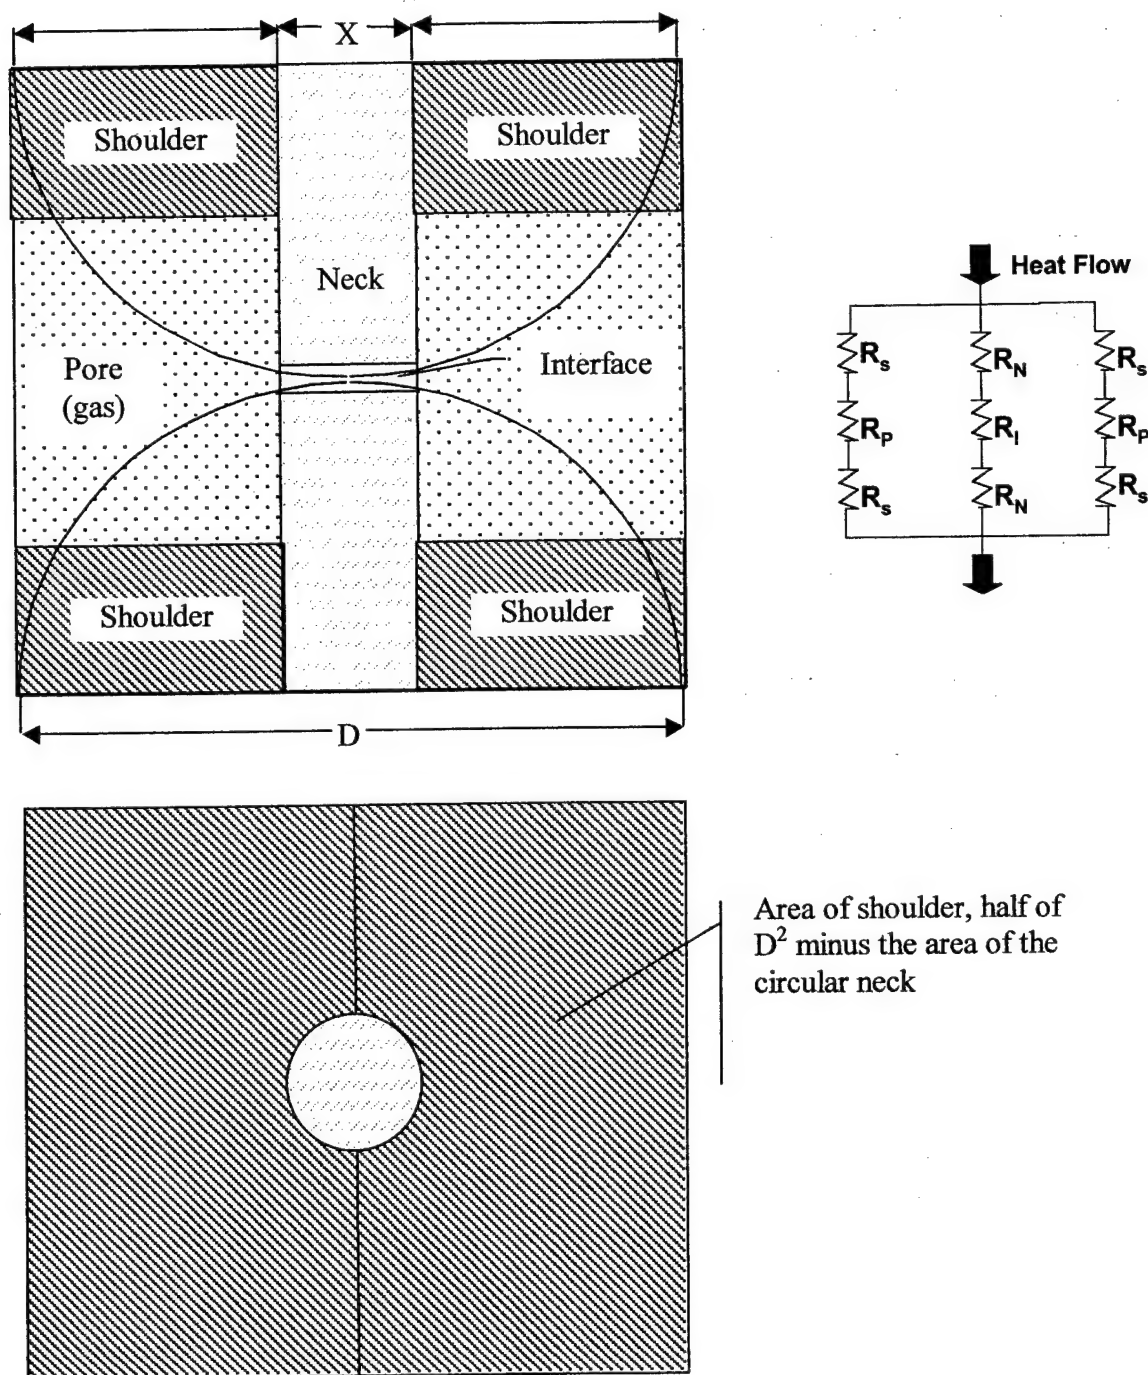 X
Shoulder
Shoulder
Neck
Pore
(gas)
Interface
Shoulder
Shoulder
D
Heat Flow
Rs
RN
Rs
RP
RI
RP
Rs
RN
Rs
Area of shoulder, half of
D² minus the area of the
circular neck